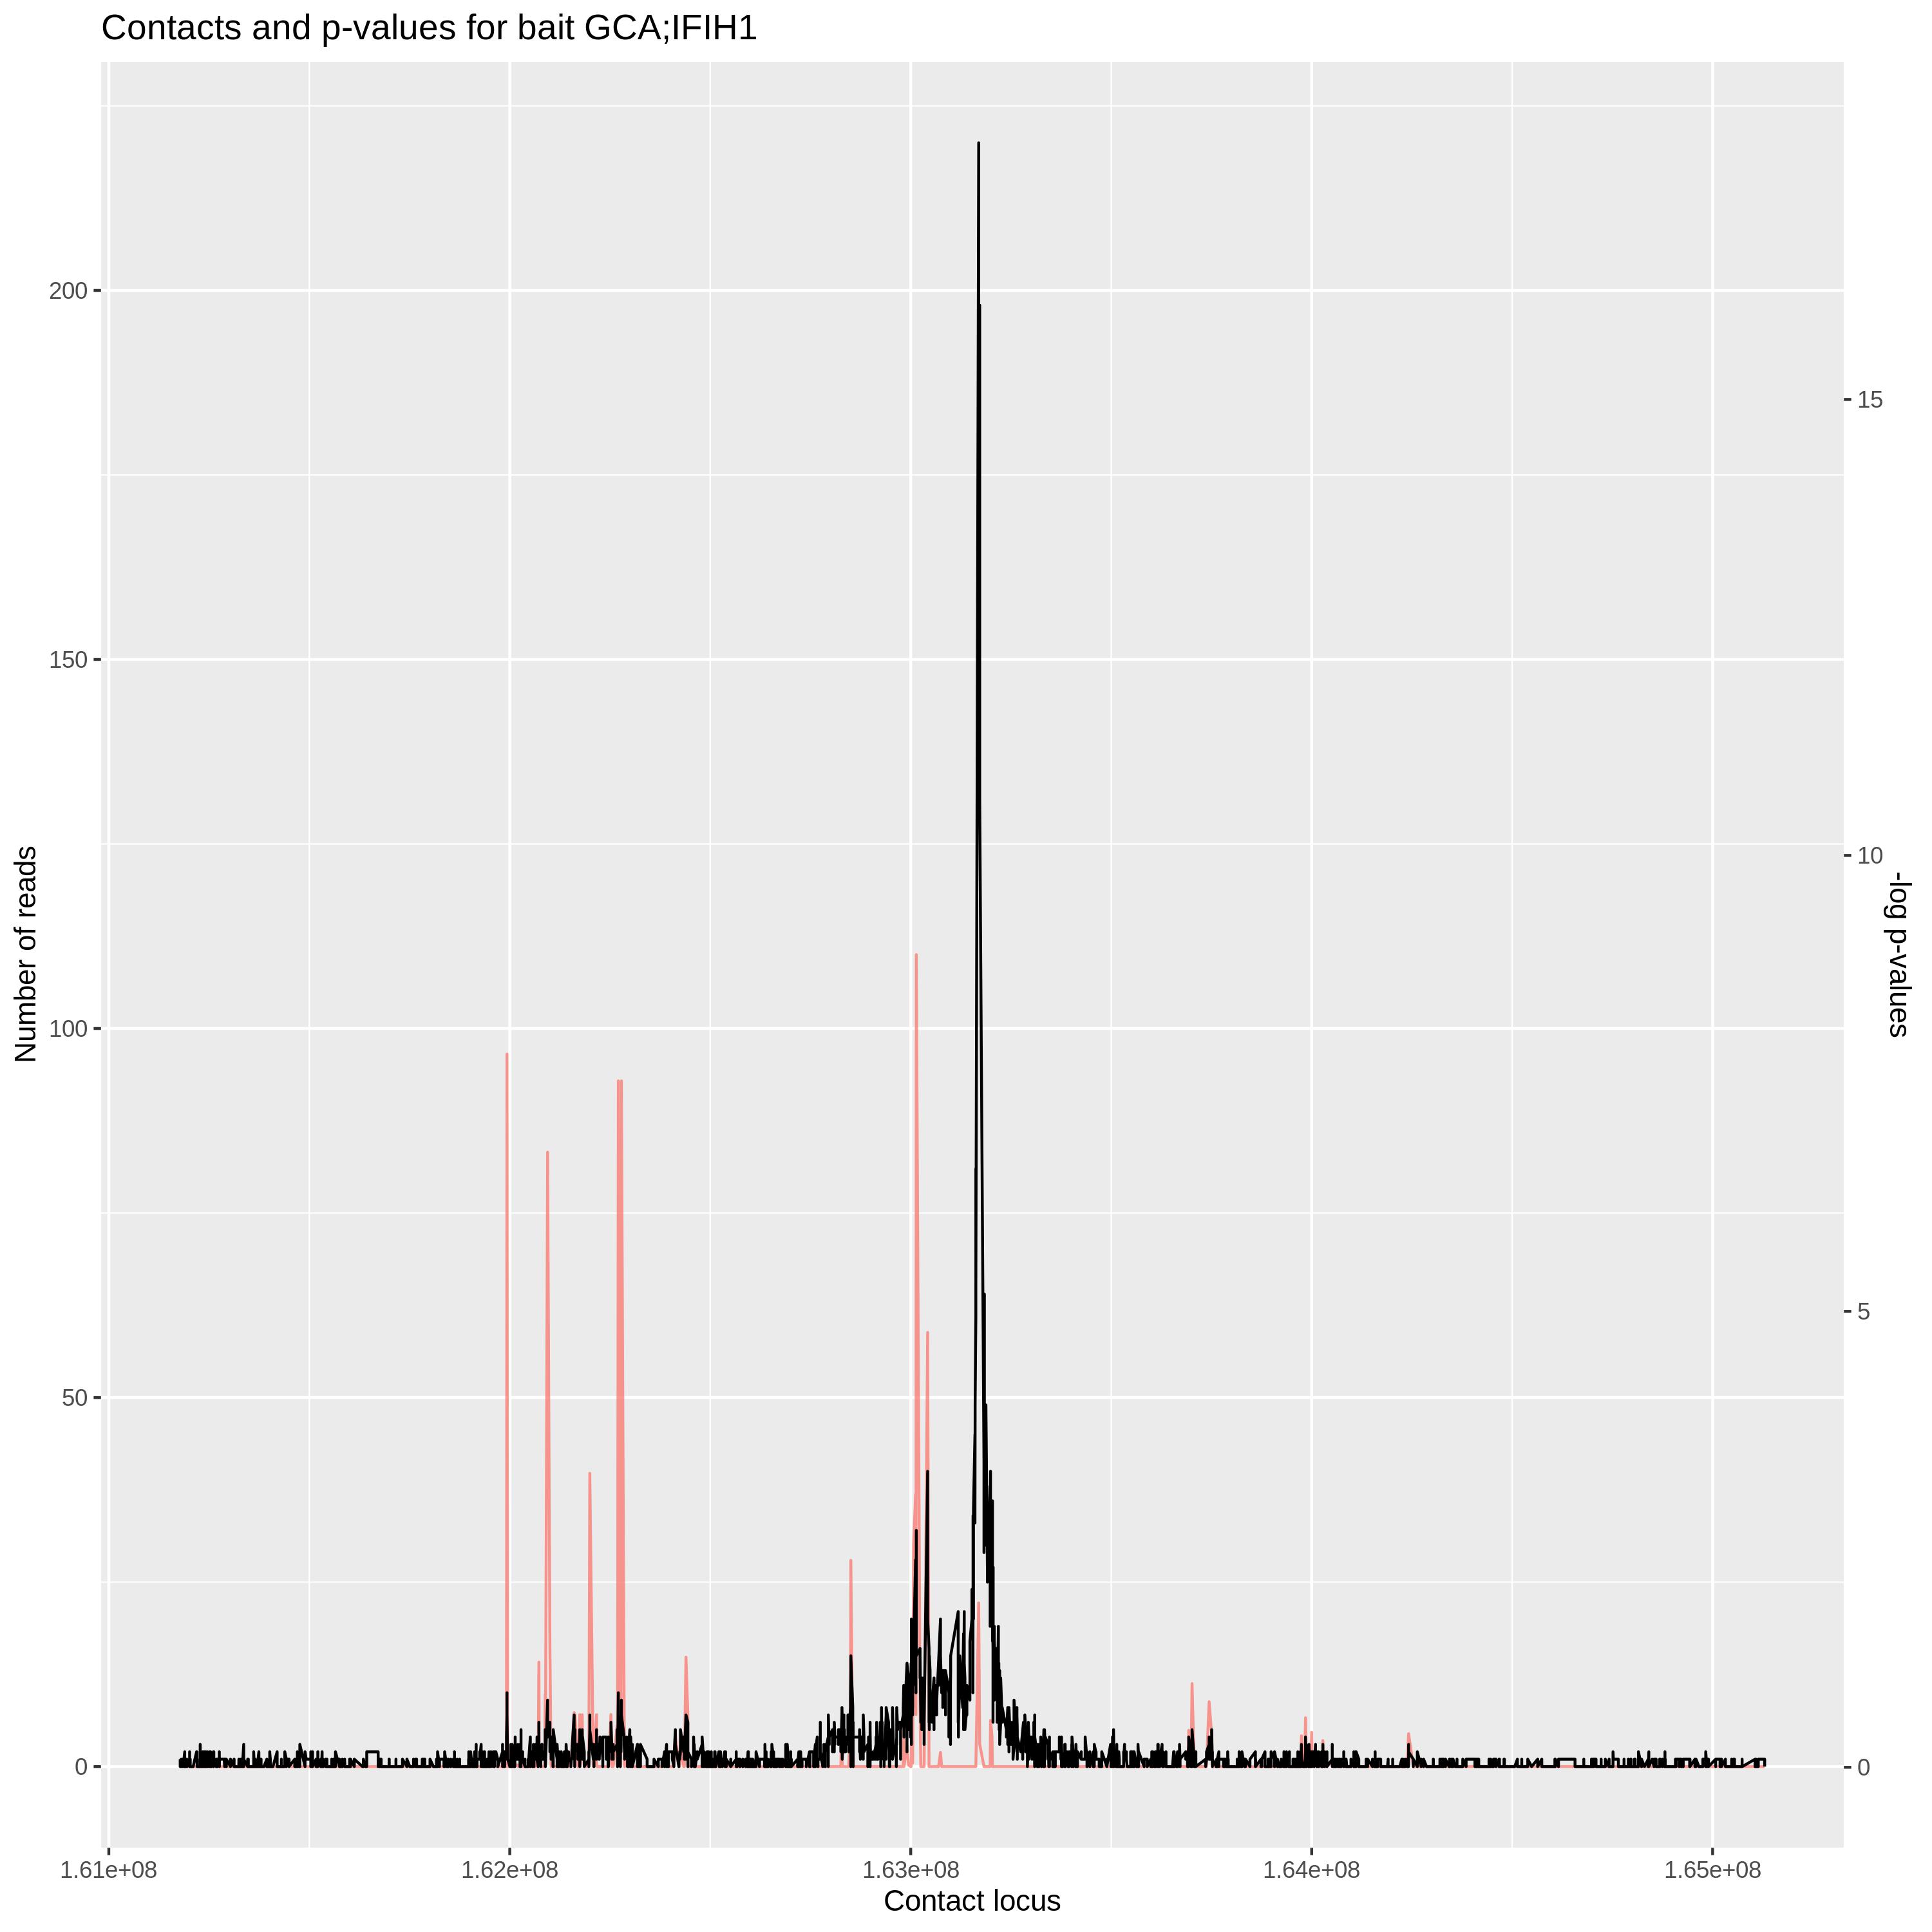 Contacts and p-values for bait GCA;IFIH1
200
150
100
50
0
Number of reads
15
10
5
0
-log p-values
1.61e+08 1.62e+08 1.63e+08 1.64e+08 1.65e+08
Contact locus